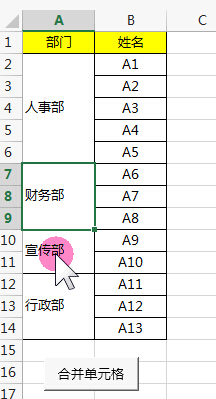 A B C
1 部门 姓名
2 A1
3 A2
4 人事部 A3
5 A4
6 A5
7 A6
8 财务部 A7
9 A8
10 宣传部 A9
11 A10
12 A11
13 行政部 A12
14 A13
15
16 合并单元格
17